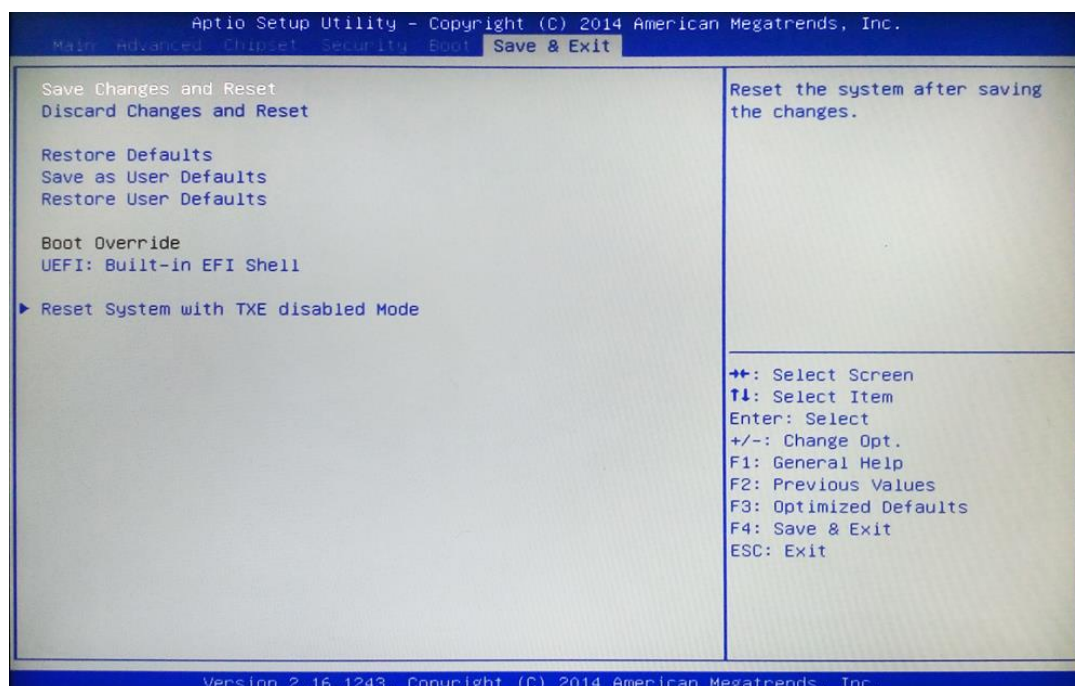 Aptio Setup Utility – Copyright (C) 2014 American Megatrends, Inc.
Main Advanced Chipset Security Boot Save & Exit
Save Changes and Reset
Discard Changes and Reset
Restore Defaults
Save as User Defaults
Restore User Defaults
Boot Override
UEFI: Built-in EFI Shell
▶ Reset System with TXE disabled Mode
Reset the system after saving
the changes.
→←: Select Screen
↑↓: Select Item
Enter: Select
+/-: Change Opt.
F1: General Help
F2: Previous Values
F3: Optimized Defaults
F4: Save & Exit
ESC: Exit
Version 2.16.1243. Copyright (C) 2014 American Megatrends, Inc.